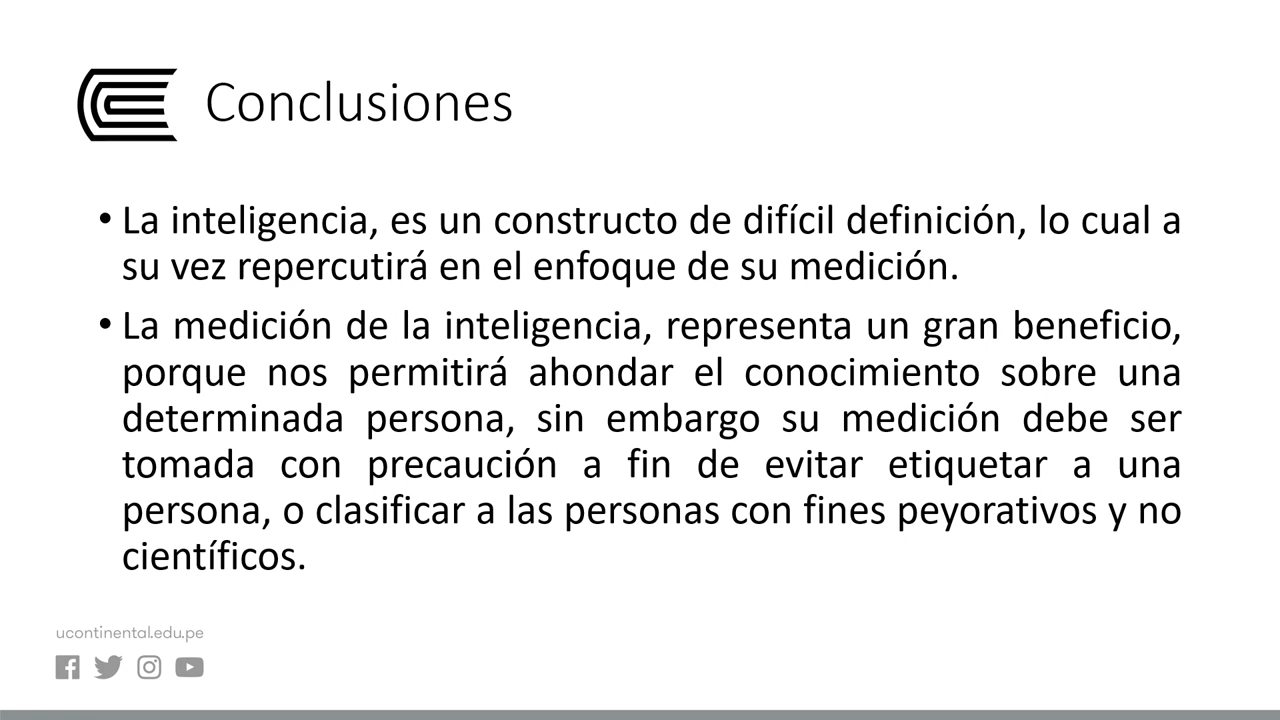 Conclusiones
• La inteligencia, es un constructo de difícil definición, lo cual a
su vez repercutirá en el enfoque de su medición.
• La medición de la inteligencia, representa un gran beneficio,
porque nos permitirá ahondar el conocimiento sobre una
determinada persona, sin embargo su medición debe ser
tomada con precaución a fin de evitar etiquetar a una
persona, o clasificar a las personas con fines peyorativos y no
científicos.
ucontinental.edu.pe